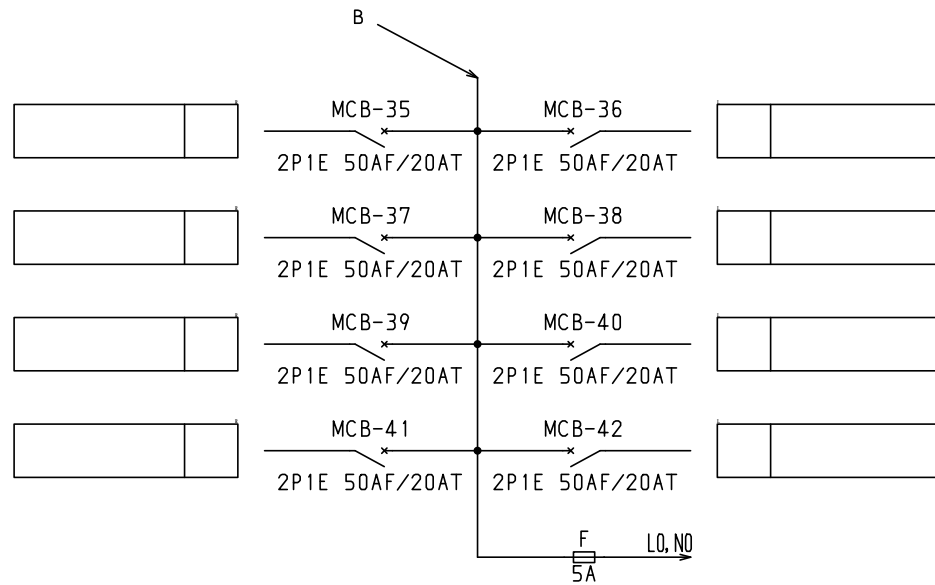 B
MCB-35 MCB-36
2P1E 50AF/20AT 2P1E 50AF/20AT
MCB-37 MCB-38
2P1E 50AF/20AT 2P1E 50AF/20AT
MCB-39 MCB-40
2P1E 50AF/20AT 2P1E 50AF/20AT
MCB-41 MCB-42
2P1E 50AF/20AT 2P1E 50AF/20AT
F L0,N0
5A